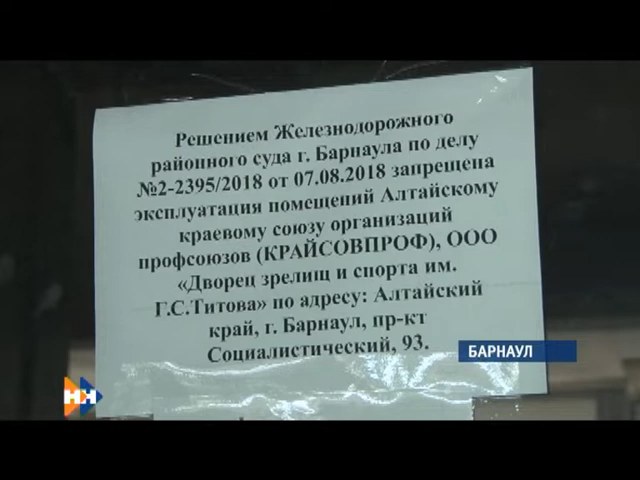 Решением Железнодорожного
районного суда г. Барнаула по делу
№2-2395/2018 от 07.08.2018 запрещена
эксплуатация помещений Алтайскому
краевому союзу организаций
профсоюзов (КРАЙСОВПРОФ), ООО
«Дворец зрелищ и спорта им.
Г.С.Титова» по адресу: Алтайский
край, г. Барнаул, пр-кт
Социалистический, 93.
БАРНАУЛ
НН